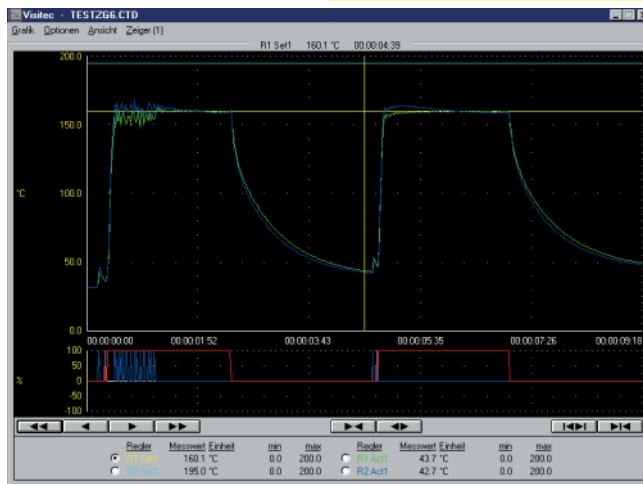 Visitec - TESTZG6.CTD
Grafik Optionen Ansicht Zeiger (1)
R1 Set1 160.1 °C 00:00:04:39
200.0
150.0
°C
100.0
50.0
0.0
00:00:00:00 00:00:01:52 00:00:03:43 00:00:05:35 00:00:07:26 00:00:09:18
100
50
%
0
-50
-100
Regler Messwert Einheit min max Regler Messwert Einheit min max
R1 Set1 160.1 °C 0.0 200.0 R1 Act1 43.7 °C 0.0 200.0
R2 Set1 195.0 °C 0.0 200.0 R2 Act1 42.7 °C 0.0 200.0